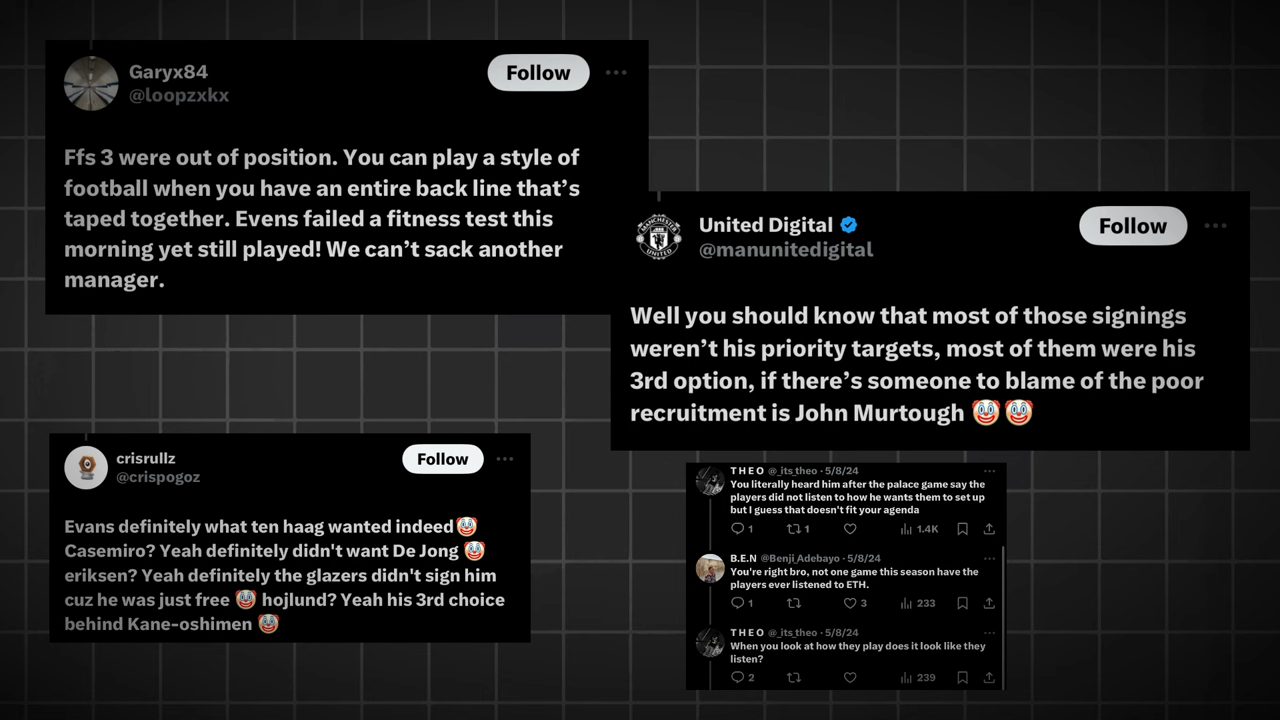 Garyx84
@loopzxkx
Follow
Ffs 3 were out of position. You can play a style of
football when you have an entire back line that's
taped together. Evens failed a fitness test this
morning yet still played! We can't sack another
manager.
United Digital
@manunitedigital
Follow
MANCHESTER
UNITED
Well you should know that most of those signings
weren't his priority targets, most of them were his
3rd option, if there's someone to blame of the poor
recruitment is John Murtough 🤡🤡
crisrullz
@crispogoz
Follow
Evans definitely what ten haag wanted indeed🤡
Casemiro? Yeah definitely didn't want De Jong 🤡
eriksen? Yeah definitely the glazers didn't sign him
cuz he was just free 🤡 hojlund? Yeah his 3rd choice
behind Kane-oshimen 🤡
T H E O @_its_theo · 5/8/24
You literally heard him after the palace game say the
players did not listen to how he wants them to set up
but I guess that doesn't fit your agenda
1 1 1.4K
B.E.N @Benji_Adebayo · 5/8/24
You're right bro, not one game this season have the
players ever listened to ETH.
1 3 233
T H E O @_its_theo · 5/8/24
When you look at how they play does it look like they
listen?
2 239